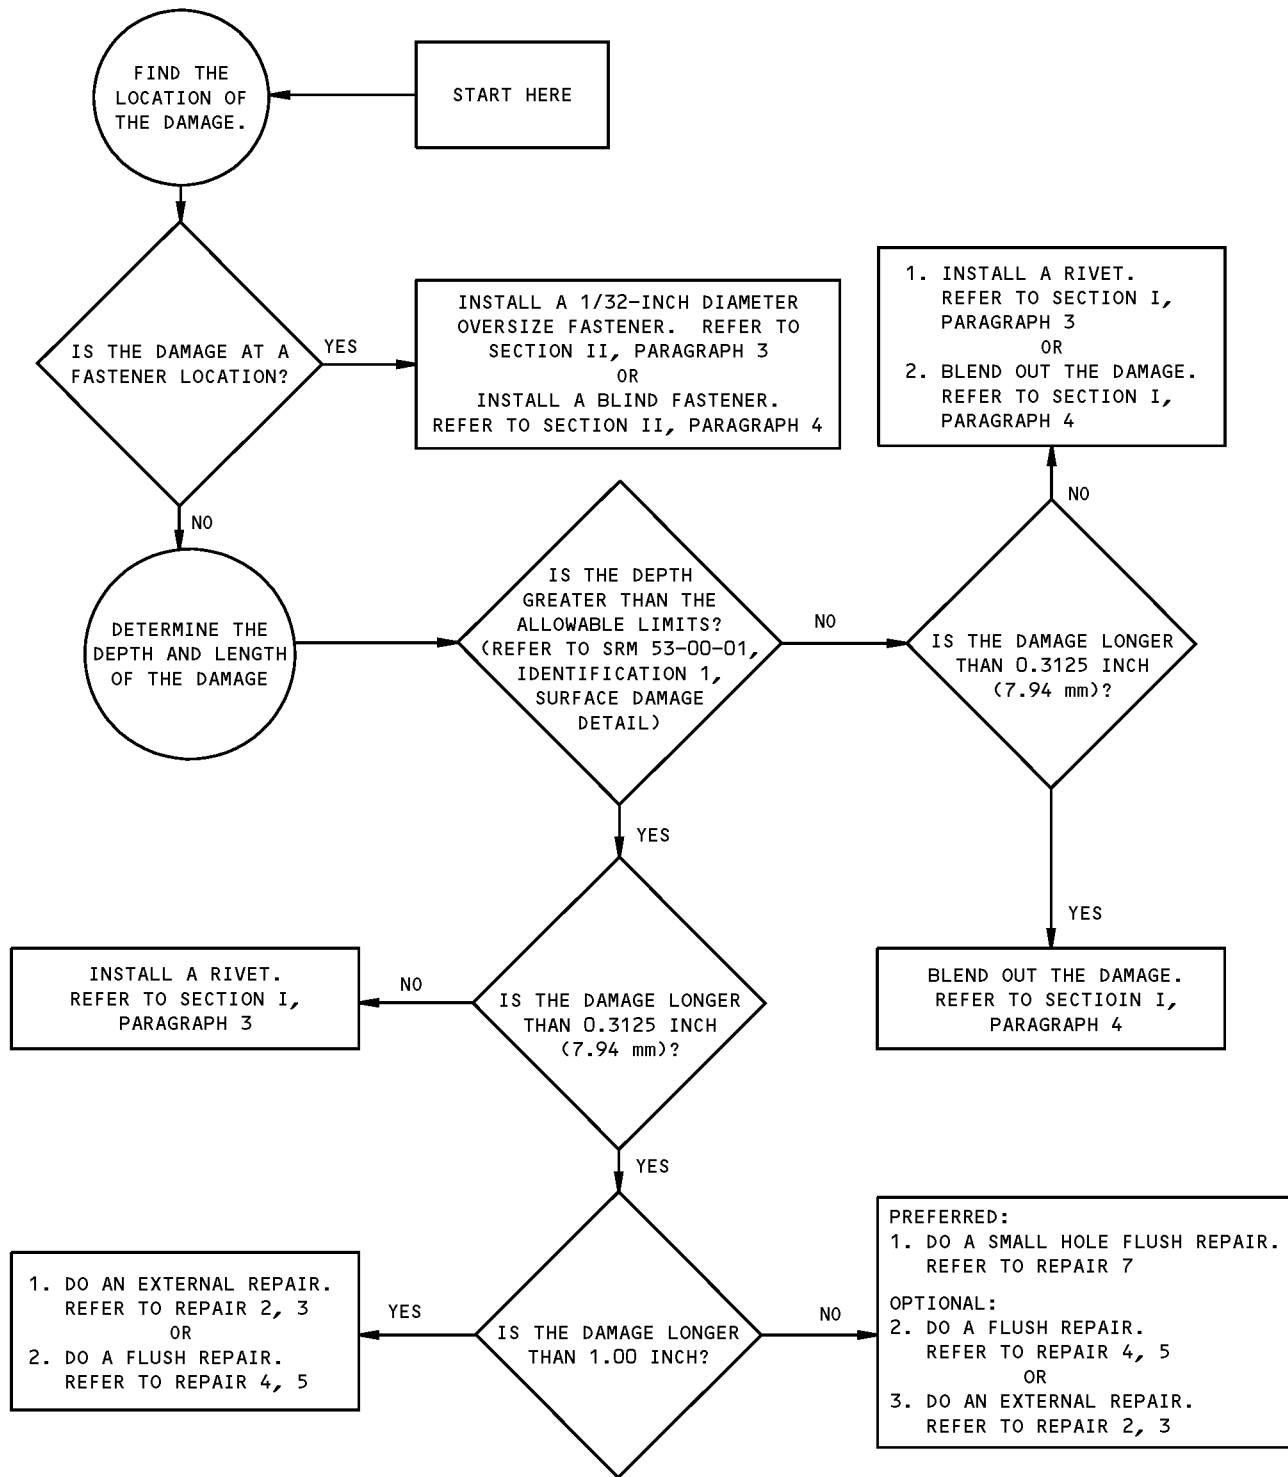 FIND THE
LOCATION OF
THE DAMAGE.
START HERE
IS THE DAMAGE AT A
FASTENER LOCATION?
YES
INSTALL A 1/32-INCH DIAMETER
OVERSIZE FASTENER. REFER TO
SECTION II, PARAGRAPH 3
OR
INSTALL A BLIND FASTENER.
REFER TO SECTION II, PARAGRAPH 4
1. INSTALL A RIVET.
REFER TO SECTION I,
PARAGRAPH 3
OR
2. BLEND OUT THE DAMAGE.
REFER TO SECTION I,
PARAGRAPH 4
NO
NO
DETERMINE THE
DEPTH AND LENGTH
OF THE DAMAGE
IS THE DEPTH
GREATER THAN THE
ALLOWABLE LIMITS?
(REFER TO SRM 53-00-01,
IDENTIFICATION 1,
SURFACE DAMAGE
DETAIL)
NO
IS THE DAMAGE LONGER
THAN 0.3125 INCH
(7.94 mm)?
YES
YES
INSTALL A RIVET.
REFER TO SECTION I,
PARAGRAPH 3
NO
IS THE DAMAGE LONGER
THAN 0.3125 INCH
(7.94 mm)?
BLEND OUT THE DAMAGE.
REFER TO SECTIOIN I,
PARAGRAPH 4
YES
1. DO AN EXTERNAL REPAIR.
REFER TO REPAIR 2, 3
OR
2. DO A FLUSH REPAIR.
REFER TO REPAIR 4, 5
YES
IS THE DAMAGE LONGER
THAN 1.00 INCH?
NO
PREFERRED:
1. DO A SMALL HOLE FLUSH REPAIR.
REFER TO REPAIR 7
OPTIONAL:
2. DO A FLUSH REPAIR.
REFER TO REPAIR 4, 5
OR
3. DO AN EXTERNAL REPAIR.
REFER TO REPAIR 2, 3